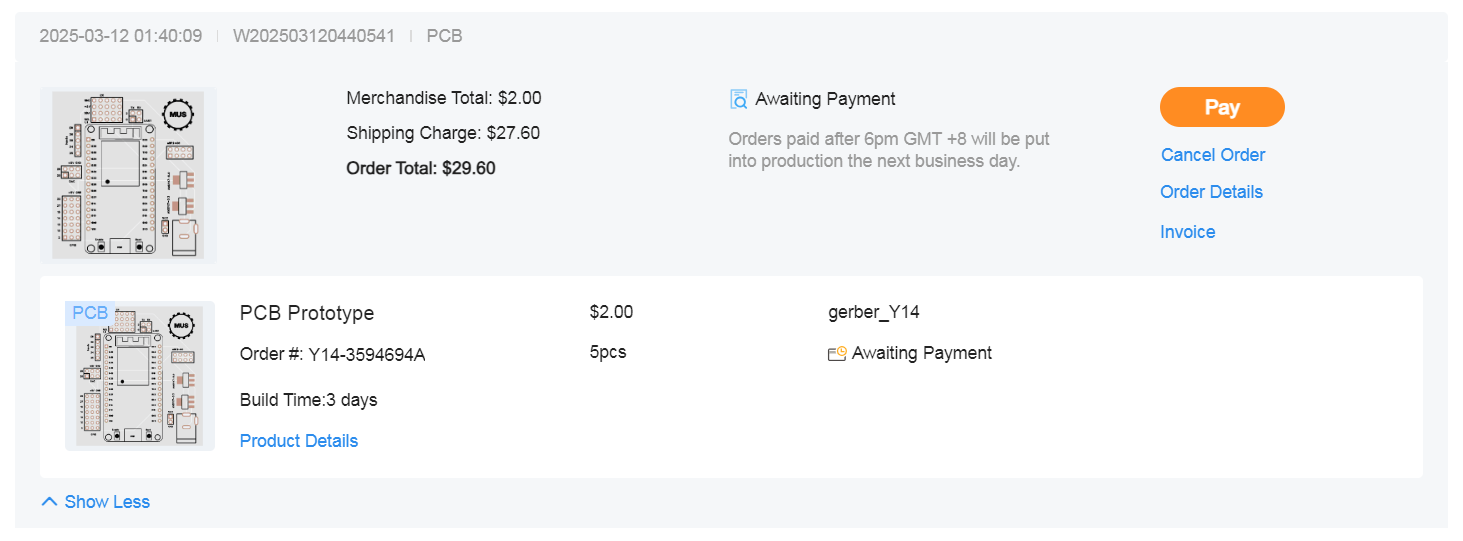 2025-03-12 01:40:09 | W202503120440541 | PCB
MUS
Merchandise Total: $2.00
Shipping Charge: $27.60
Order Total: $29.60
Awaiting Payment
Orders paid after 6pm GMT +8 will be put
into production the next business day.
Pay
Cancel Order
Order Details
Invoice
PCB
MUS
PCB Prototype
$2.00
gerber_Y14
Order #: Y14-3594694A
5pcs
Awaiting Payment
Build Time:3 days
Product Details
Show Less